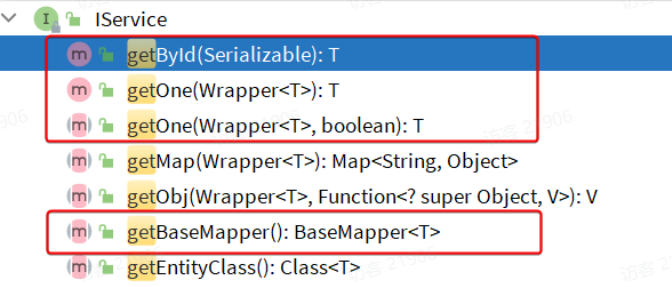 IService
getById(Serializable): T
getOne(Wrapper<T>): T
getOne(Wrapper<T>, boolean): T
getMap(Wrapper<T>): Map<String, Object>
getObj(Wrapper<T>, Function<? super Object, V>): V
getBaseMapper(): BaseMapper<T>
getEntityClass(): Class<T>